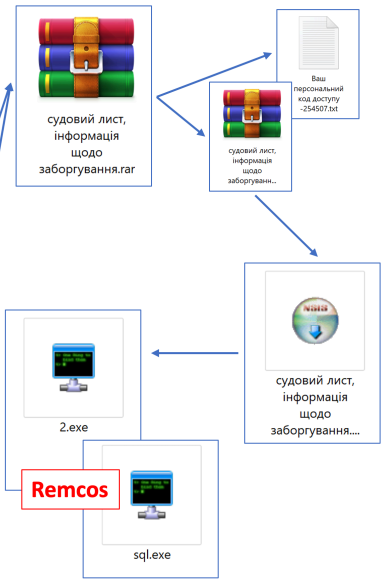 судовий лист,
інформація
щодо
заборгування.rar
Ваш
персональний
код доступу
-254507.txt
судовий лист,
інформація
щодо
заборгуванн...
NSIS
судовий лист,
інформація
щодо
заборгування....
2.exe
Remcos
sql.exe